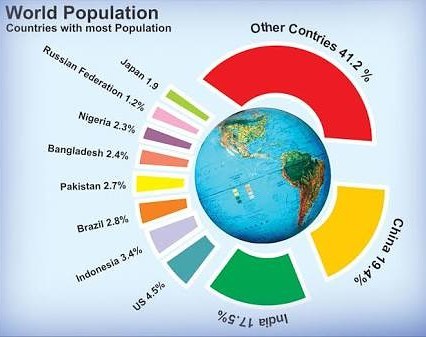 World Population
Countries with most Population
Other Contries 41.2 %
China 19.4%
India 17.5%
US 4.5%
Indonesia 3.4%
Brazil 2.8%
Pakistan 2.7%
Bangladesh 2.4%
Nigeria 2.3%
Russian Federation 1.2%
Japan 1.9